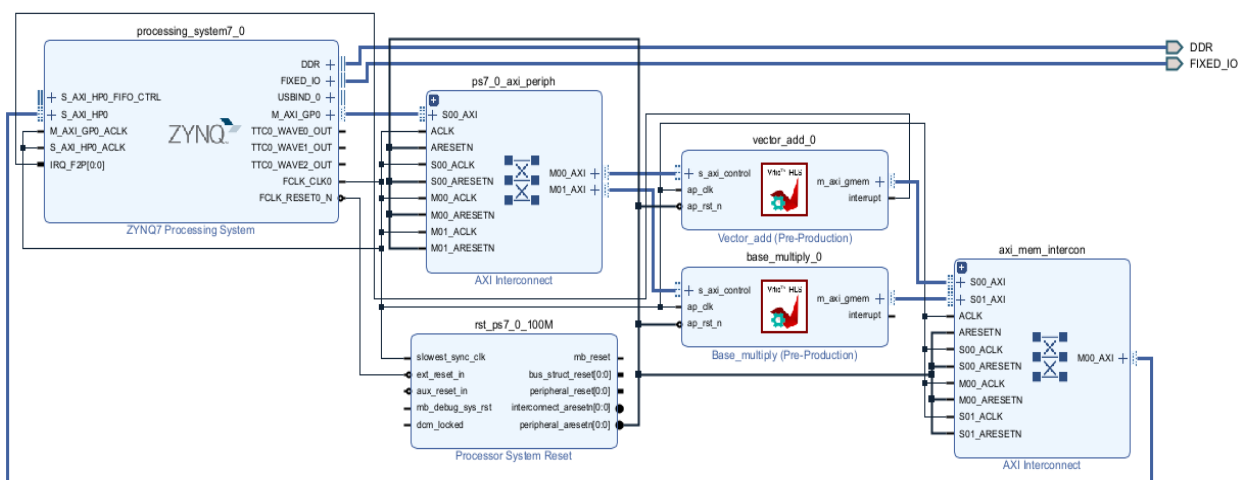 processing_system7_0
DDR
FIXED_IO
S_AXI_HP0_FIFO_CTRL
USBIND_0
S_AXI_HP0
M_AXI_GP0
M_AXI_GP0_ACLK
TTC0_WAVE0_OUT
S_AXI_HP0_ACLK
TTC0_WAVE1_OUT
IRQ_F2P[0:0]
TTC0_WAVE2_OUT
FCLK_CLK0
FCLK_RESET0_N
ZYNQ
ZYNQ7 Processing System
ps7_0_axi_periph
S00_AXI
ACLK
ARESETN
S00_ACLK
S00_ARESETN
M00_ACLK
M00_ARESETN
M01_ACLK
M01_ARESETN
M00_AXI
M01_AXI
AXI Interconnect
rst_ps7_0_100M
slowest_sync_clk
mb_reset
ext_reset_in
bus_struct_reset[0:0]
aux_reset_in
peripheral_reset[0:0]
mb_debug_sys_rst
interconnect_aresetn[0:0]
dcm_locked
peripheral_aresetn[0:0]
Processor System Reset
vector_add_0
s_axi_control
ap_clk
ap_rst_n
Vitis HLS
m_axi_gmem
interrupt
Vector_add (Pre-Production)
base_multiply_0
s_axi_control
ap_clk
ap_rst_n
Vitis HLS
m_axi_gmem
interrupt
Base_multiply (Pre-Production)
axi_mem_intercon
S00_AXI
S01_AXI
ACLK
ARESETN
S00_ACLK
S00_ARESETN
M00_ACLK
M00_ARESETN
S01_ACLK
S01_ARESETN
M00_AXI
AXI Interconnect
DDR
FIXED_IO